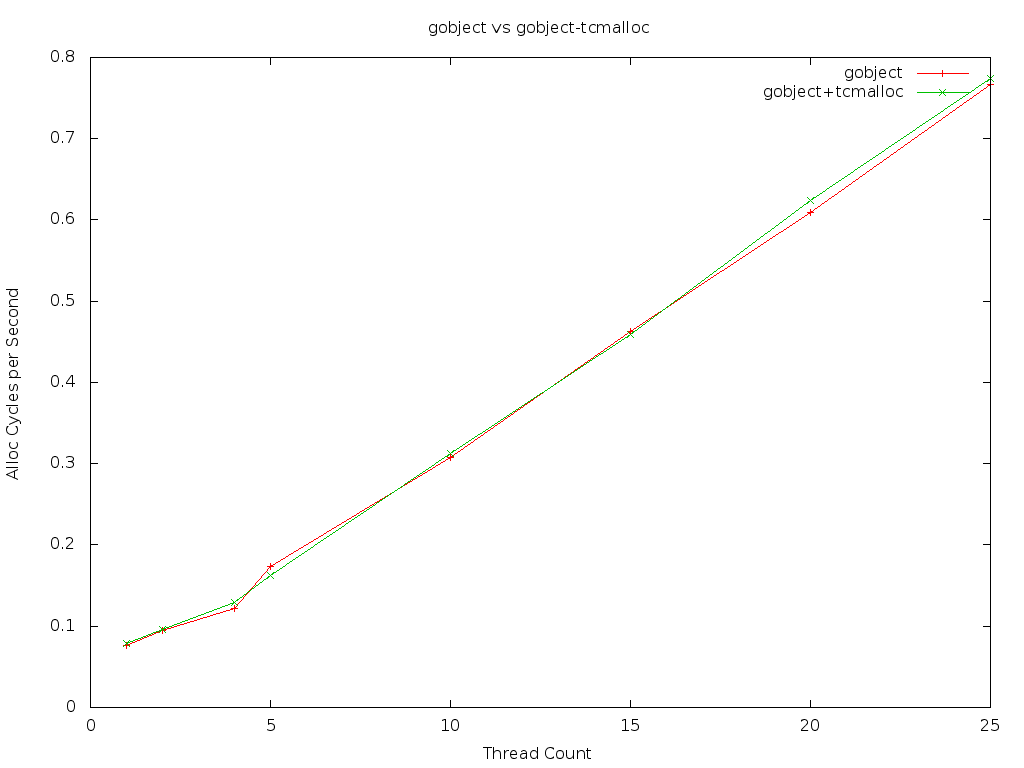 gobject vs gobject-tcmalloc
gobject
gobject+tcmalloc
Alloc Cycles per Second
0.8
0.7
0.6
0.5
0.4
0.3
0.2
0.1
0
0 5 10 15 20 25
Thread Count